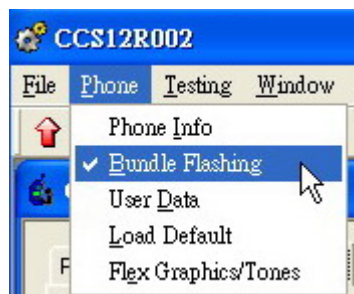 CCS12R002
File Phone Testing Window
Phone Info
Bundle Flashing
User Data
Load Default
Flex Graphics/Tones
F